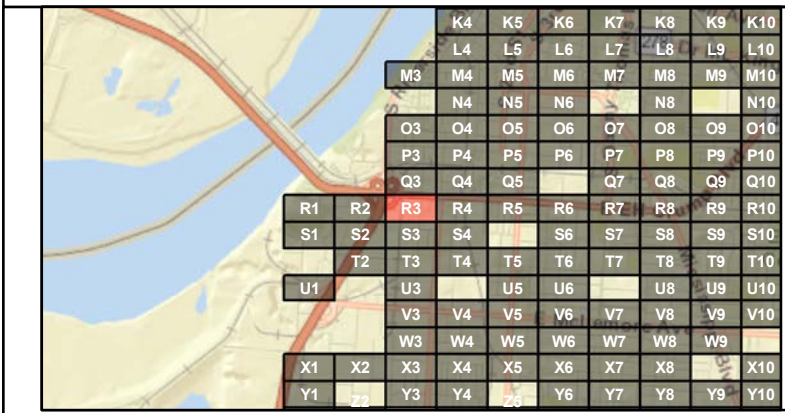 K4 K5 K6 K7 K8 K9 K10
L4 L5 L6 L7 L8 L9 L10
M3 M4 M5 M6 M7 M8 M9 M10
N4 N5 N6 N8 N10
O3 O4 O5 O6 O7 O8 O9 O10
P3 P4 P5 P6 P7 P8 P9 P10
Q3 Q4 Q5 Q7 Q8 Q9 Q10
R1 R2 R3 R4 R5 R6 R7 R8 R9 R10
S1 S2 S3 S4 S6 S7 S8 S9 S10
T2 T3 T4 T5 T6 T7 T8 T9 T10
U1 U3 U5 U6 U8 U9 U10
V3 V4 V5 V6 V7 V8 V9 V10
E McLemore Ave
W3 W4 W5 W6 W7 W8 W9
Mississippi Blvd
X1 X2 X3 X4 X5 X6 X7 X8 X10
Y1 Y3 Y4 Y6 Y7 Y8 Y9 Y10
Z2